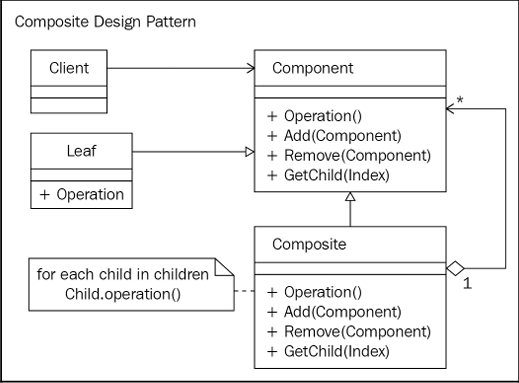 Composite Design Pattern
Client
Component
+ Operation()
+ Add(Component)
+ Remove(Component)
+ GetChild(Index)
*
Leaf
+ Operation
Composite
+ Operation()
+ Add(Component)
+ Remove(Component)
+ GetChild(Index)
1
for each child in children
Child.operation()